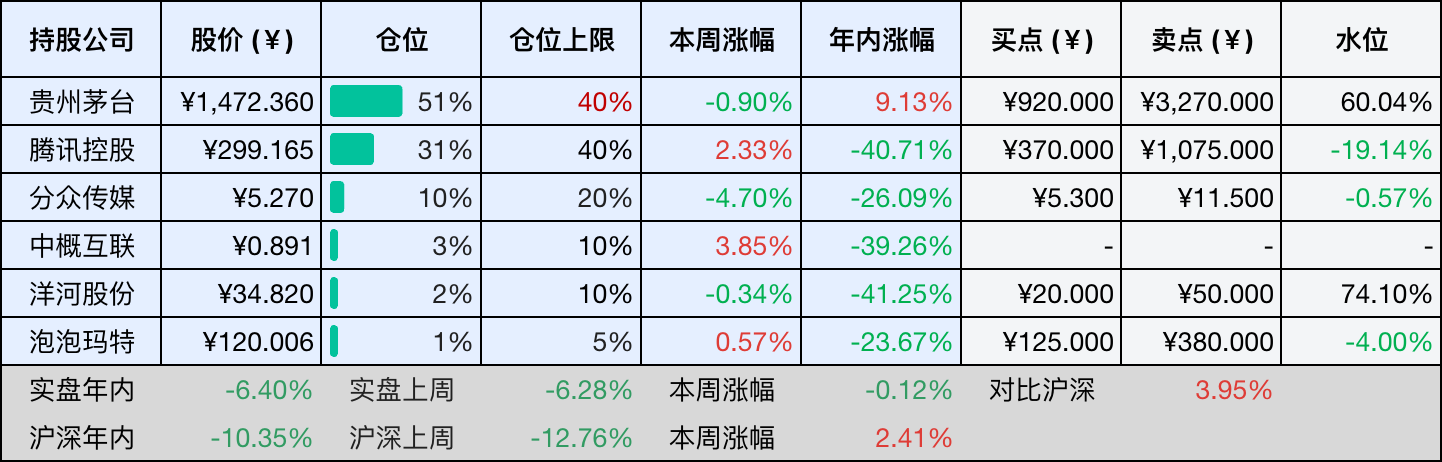 持股公司 股价 (¥) 仓位 仓位上限 本周涨幅 年内涨幅 买点 (¥) 卖点 (¥) 水位
贵州茅台 ¥1,472.360 51% 40% -0.90% 9.13% ¥920.000 ¥3,270.000 60.04%
腾讯控股 ¥299.165 31% 40% 2.33% -40.71% ¥370.000 ¥1,075.000 -19.14%
分众传媒 ¥5.270 10% 20% -4.70% -26.09% ¥5.300 ¥11.500 -0.57%
中概互联 ¥0.891 3% 10% 3.85% -39.26% - - -
洋河股份 ¥34.820 2% 10% -0.34% -41.25% ¥20.000 ¥50.000 74.10%
泡泡玛特 ¥120.006 1% 5% 0.57% -23.67% ¥125.000 ¥380.000 -4.00%
实盘年内 -6.40% 实盘上周 -6.28% 本周涨幅 -0.12% 对比沪深 3.95%
沪深年内 -10.35% 沪深上周 -12.76% 本周涨幅 2.41%